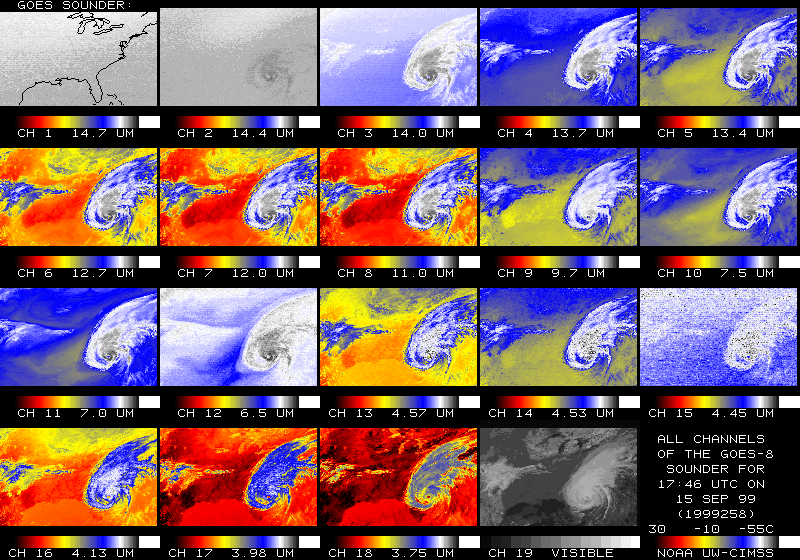 GOES SOUNDER:
CH 1 14.7 UM
CH 2 14.4 UM
CH 3 14.0 UM
CH 4 13.7 UM
CH 5 13.4 UM
CH 6 12.7 UM
CH 7 12.0 UM
CH 8 11.0 UM
CH 9 9.7 UM
CH 10 7.5 UM
CH 11 7.0 UM
CH 12 6.5 UM
CH 13 4.57 UM
CH 14 4.53 UM
CH 15 4.45 UM
ALL CHANNELS
OF THE GOES-8
SOUNDER FOR
17:46 UTC ON
15 SEP 99
(1999258)
30 -10 -55C
CH 16 4.13 UM
CH 17 3.98 UM
CH 18 3.75 UM
CH 19 VISIBLE
NOAA UW-CIMSS